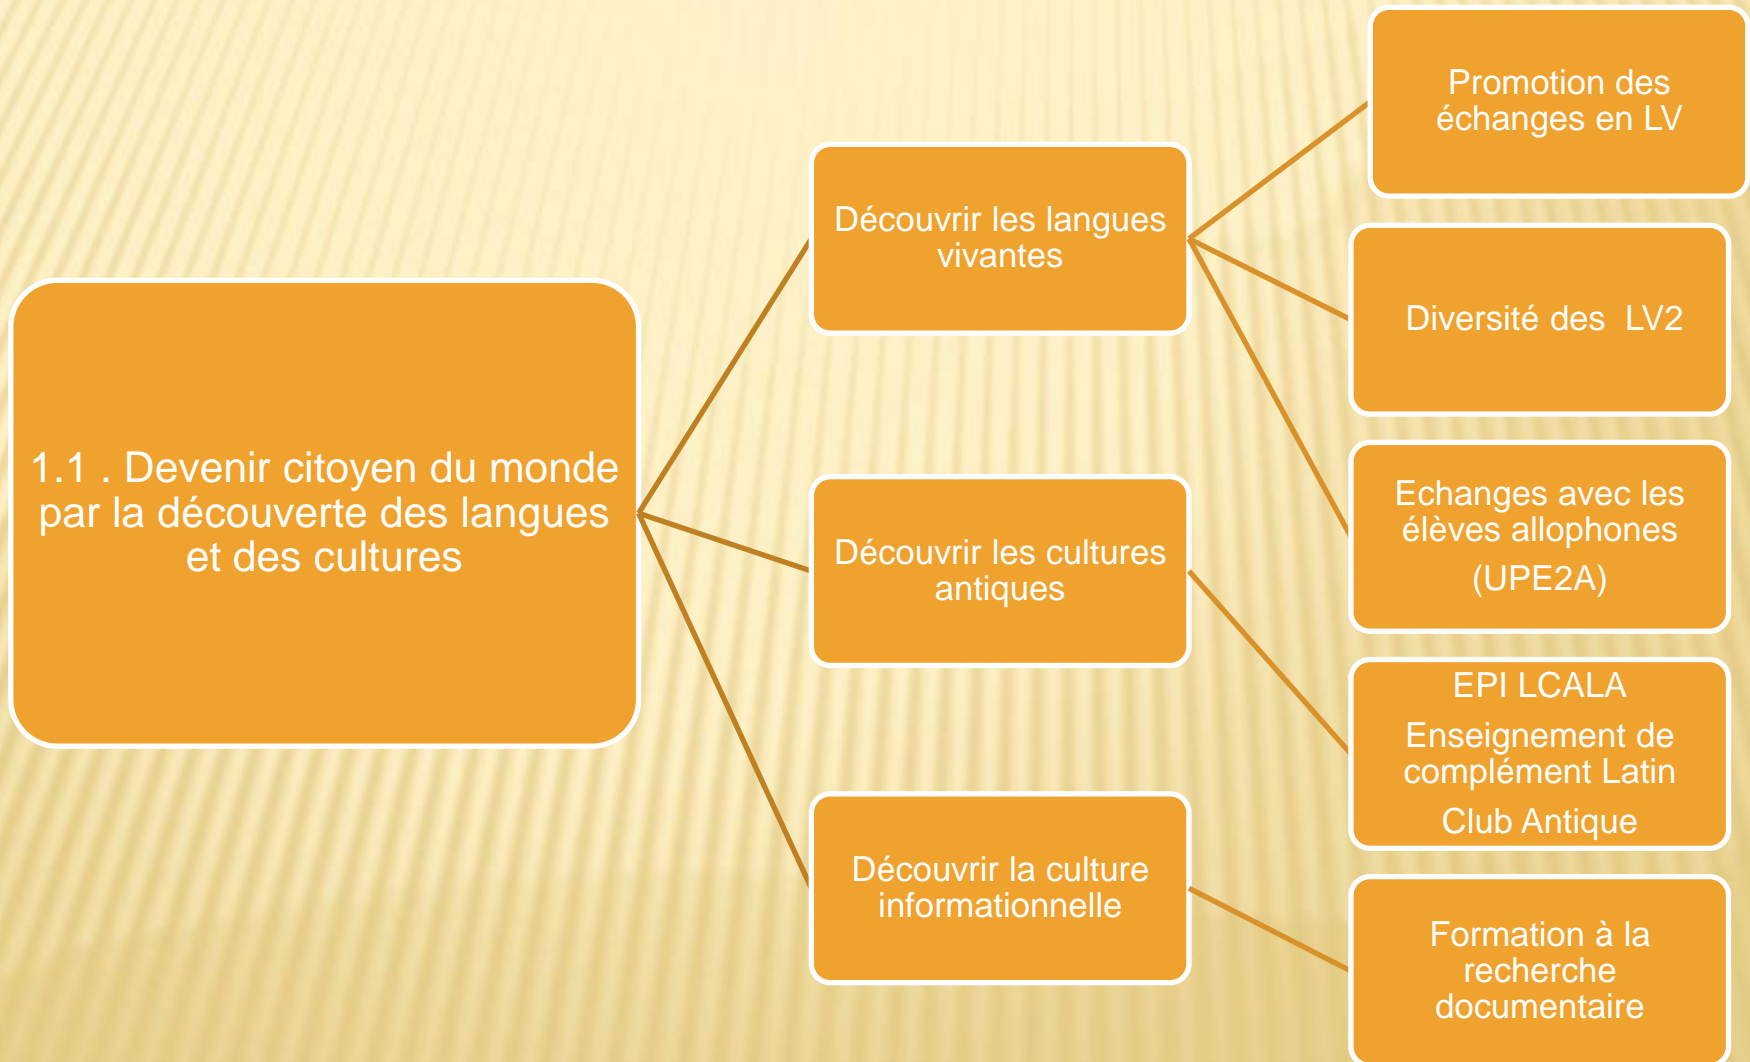 1.1 . Devenir citoyen du monde
par la découverte des langues
et des cultures
Découvrir les langues
vivantes
Promotion des
échanges en LV
Diversité des  LV2
Echanges avec les
élèves allophones
(UPE2A)
Découvrir les cultures
antiques
EPI LCALA
Enseignement de
complément Latin
Club Antique
Découvrir la culture
informationnelle
Formation à la
recherche
documentaire